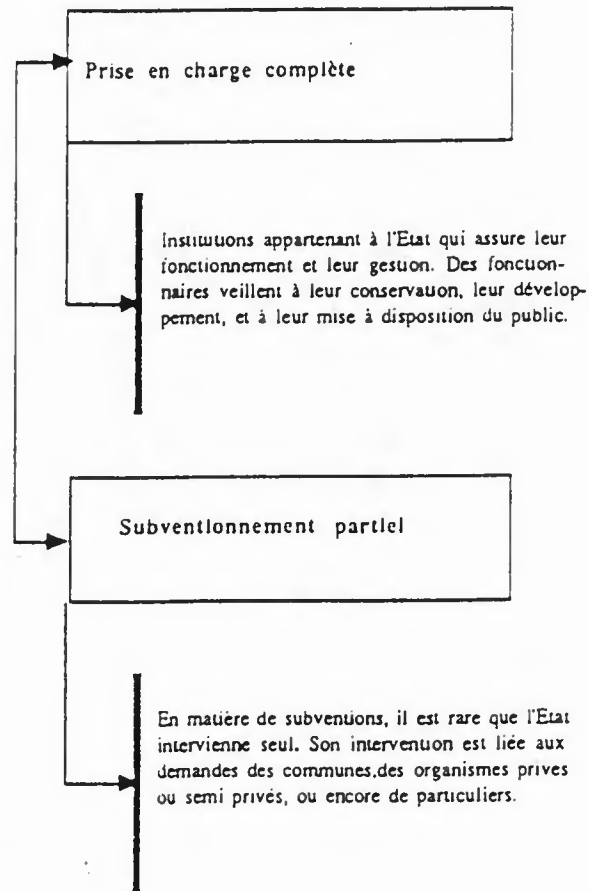 Prise en charge complète
Institutions appartenant à l'Etat qui assure leur
fonctionnement et leur gestion. Des fonction-
naires veillent à leur conservation, leur dévelop-
pement, et à leur mise à disposition du public.
Subventionnement partiel
En matière de subventions, il est rare que l'Etat
intervienne seul. Son intervention est liée aux
demandes des communes,des organismes prives
ou semi privés, ou encore de particuliers.